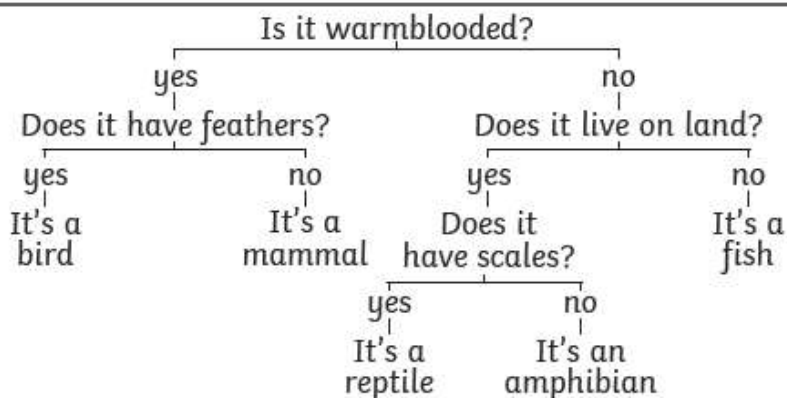 Is it warmblooded?
yes
no
Does it have feathers?
Does it live on land?
yes
no
yes
no
It's a
bird
It's a
mammal
Does it
have scales?
It's a
fish
yes
no
It's a
reptile
It's an
amphibian